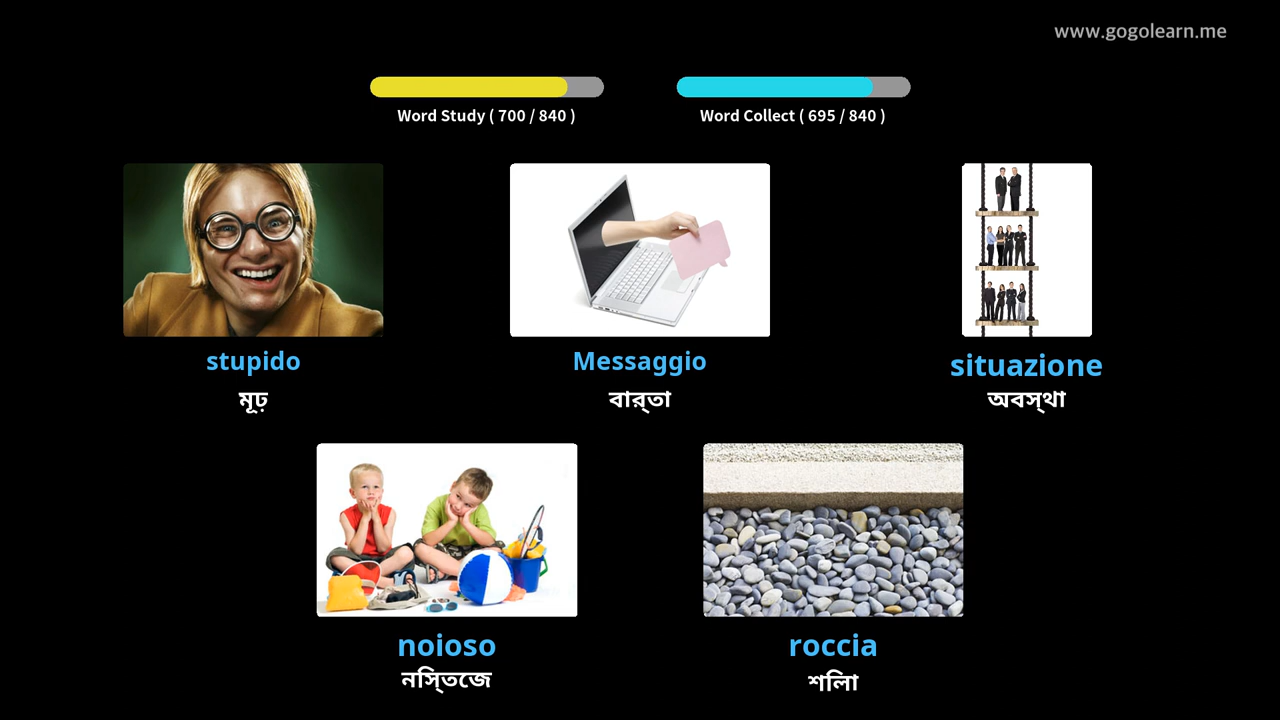 www.gogolearn.me
Word Study ( 700 / 840 )
Word Collect ( 695 / 840 )
stupido
Messaggio
situazione
মূঢ়
বার্তা
অবস্থা
noioso
roccia
নিস্তেজ
শিলা